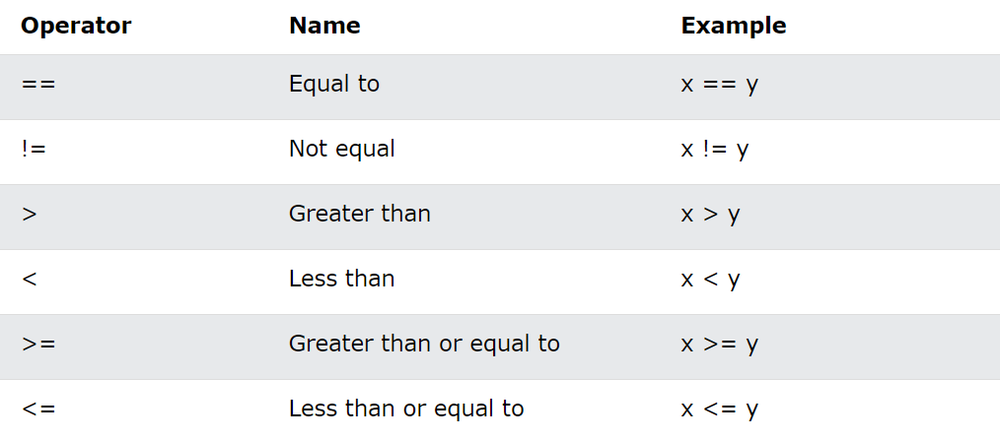 Operator Name Example
== Equal to x == y
!= Not equal x != y
> Greater than x > y
< Less than x < y
>= Greater than or equal to x >= y
<= Less than or equal to x <= y